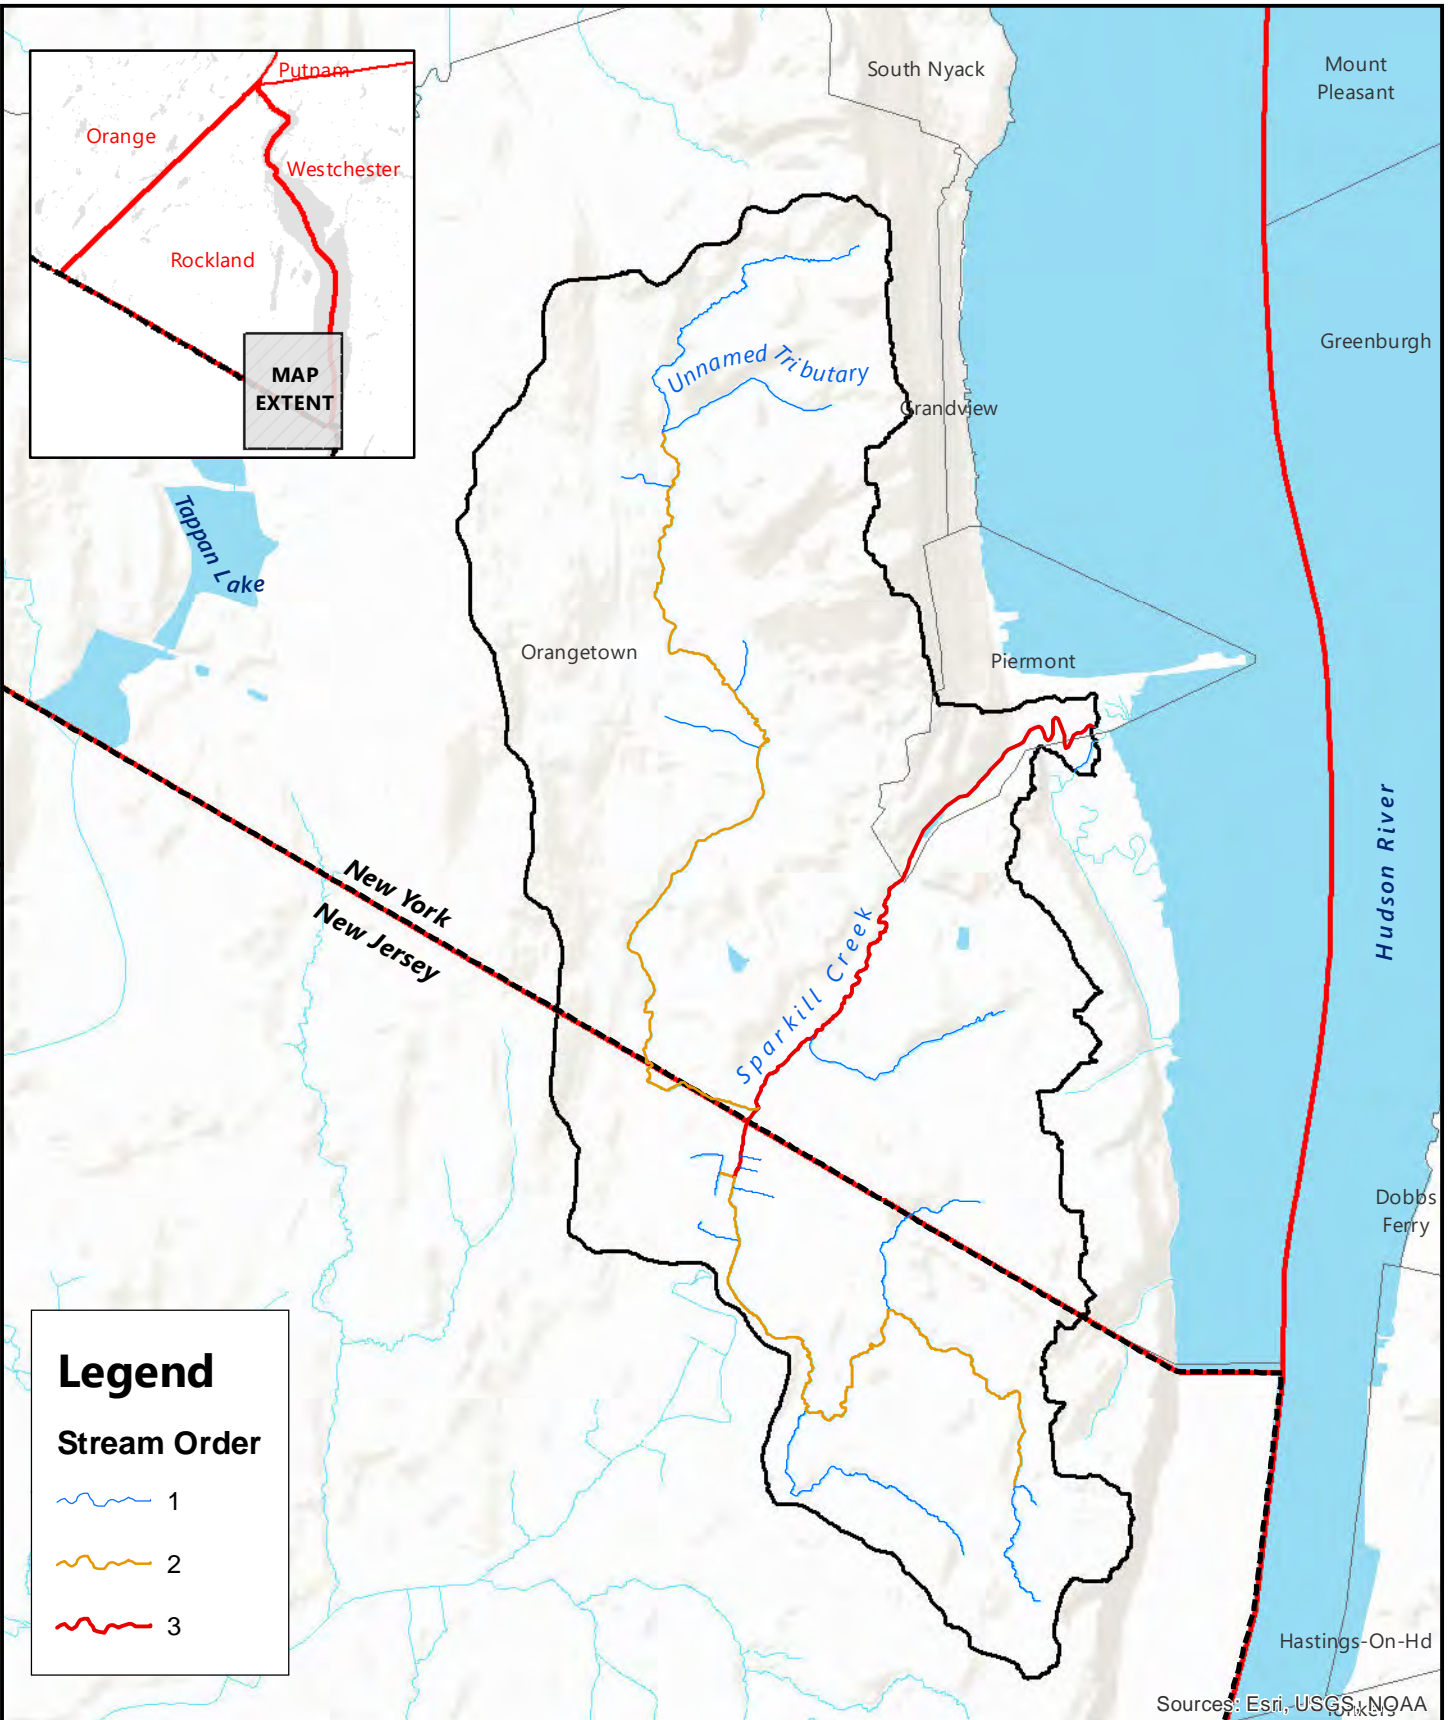 Putnam
Orange
Westchester
Rockland
MAP
EXTENT
South Nyack
Mount
Pleasant
Greenburgh
Unnamed Tributary
Grandview
Tappan Lake
Orangetown
Piermont
Hudson River
New York
New Jersey
Sparkill Creek
Dobbs
Ferry
Legend
Stream Order
1
2
3
Hastings-On-Hd
Sources: Esri, USGS, NOAA